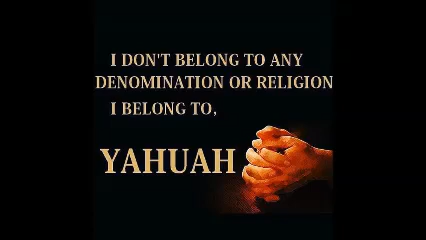 I DON'T BELONG TO ANY
DENOMINATION OR RELIGION
I BELONG TO,
YAHUAH